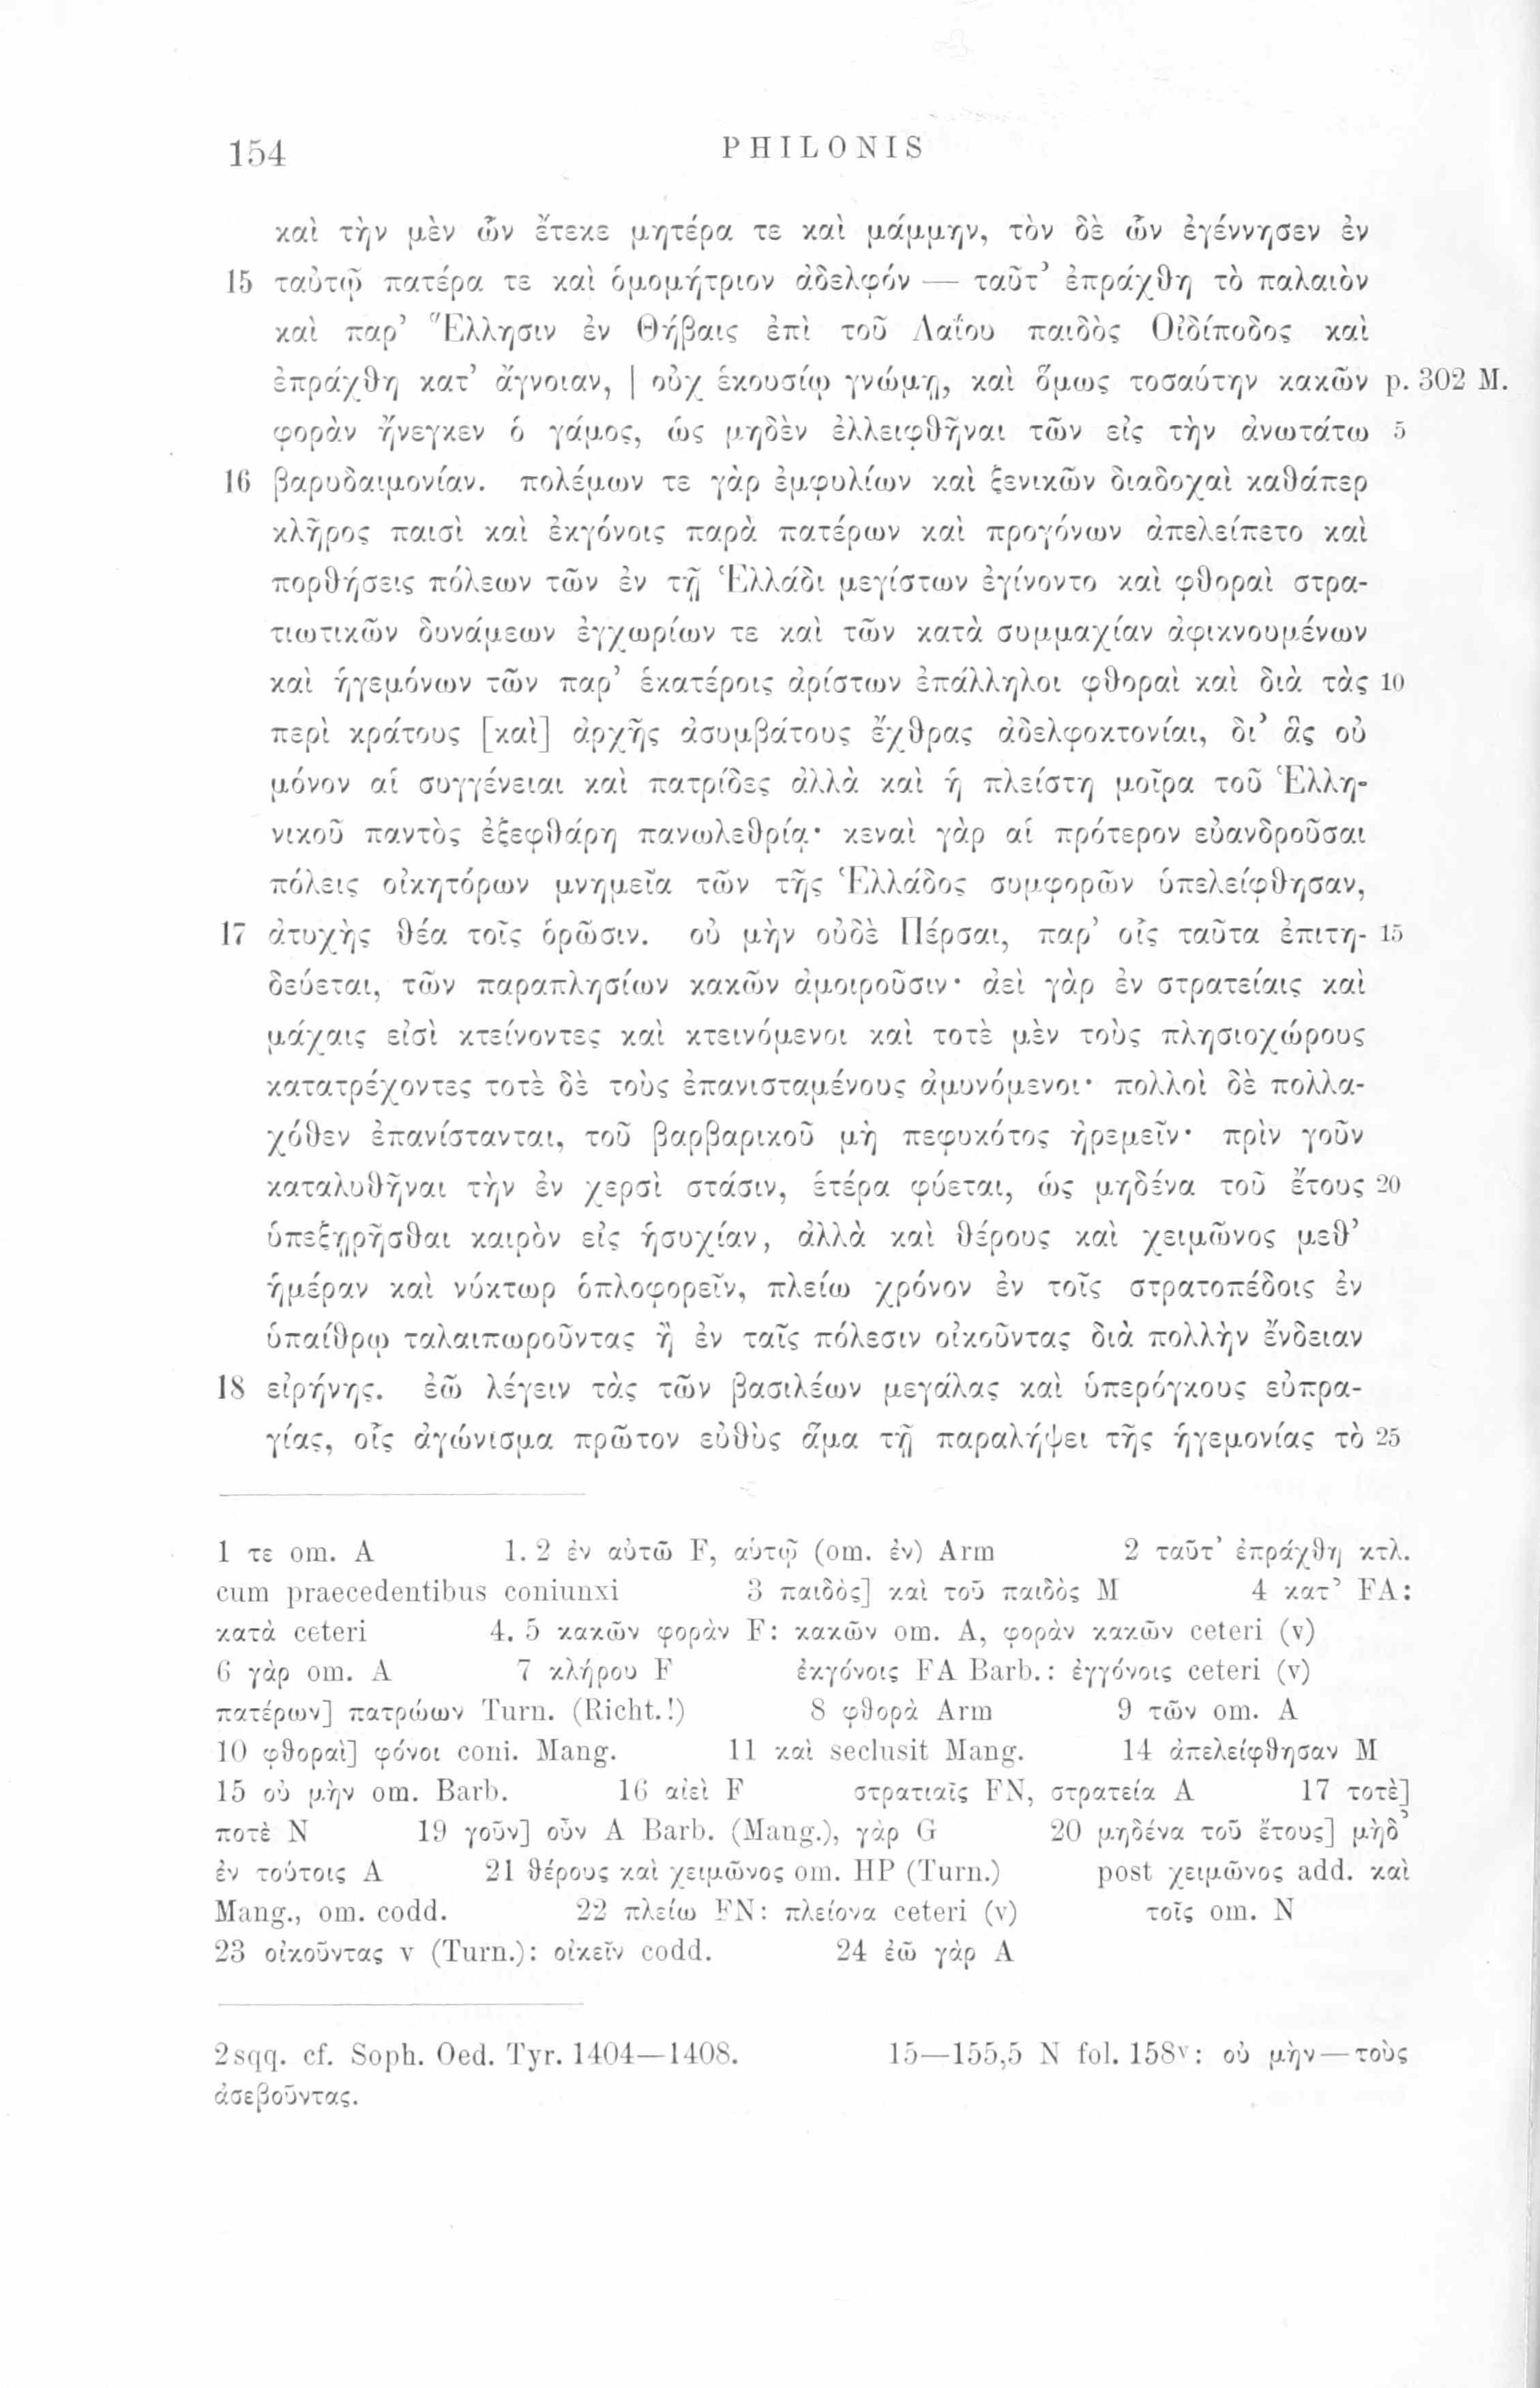 154 PHILONIS
καὶ τὴν μὲν ὧν ἔτεκε μητέρα τε καὶ μάμμην, τὸν δὲ ὧν ἐγέννησεν ἐν
15 ταὐτῷ πατέρα τε καὶ ὁμομήτριον ἀδελφόν — ταῦτ’ ἐπράχθη τὸ παλαιὸν
καὶ παρ’ Ἕλλησιν ἐν Θήβαις ἐπὶ τοῦ Λαΐου παιδὸς Οἰδίποδος καὶ
ἐπράχθη κατ’ ἄγνοιαν, | οὐχ ἑκουσίῳ γνώμῃ, καὶ ὅμως τοσαύτην κακῶν p. 302 M.
φορὰν ἤνεγκεν ὁ γάμος, ὡς μηδὲν ἐλλειφθῆναι τῶν εἰς τὴν ἀνωτάτω 5
16 βαρυδαιμονίαν. πολέμων τε γὰρ ἐμφυλίων καὶ ξενικῶν διαδοχαὶ καθάπερ
κλῆρος παισὶ καὶ ἐκγόνοις παρὰ πατέρων καὶ προγόνων ἀπελείπετο καὶ
πορθήσεις πόλεων τῶν ἐν τῇ Ἑλλάδι μεγίστων ἐγίνοντο καὶ φθοραὶ στρα-
τιωτικῶν δυνάμεων ἐγχωρίων τε καὶ τῶν κατὰ συμμαχίαν ἀφικνουμένων
καὶ ἡγεμόνων τῶν παρ’ ἑκατέροις ἀρίστων ἐπάλληλοι φθοραὶ καὶ διὰ τὰς 10
περὶ κράτους [καὶ] ἀρχῆς ἀσυμβάτους ἔχθρας ἀδελφοκτονίαι, δι’ ἃς οὐ
μόνον αἱ συγγένειαι καὶ πατρίδες ἀλλὰ καὶ ἡ πλείστη μοῖρα τοῦ Ἑλλη-
νικοῦ παντὸς ἐξεφθάρη πανωλεθρίᾳ· κεναὶ γὰρ αἱ πρότερον εὐανδροῦσαι
πόλεις οἰκητόρων μνημεῖα τῶν τῆς Ἑλλάδος συμφορῶν ὑπελείφθησαν,
17 ἀτυχὴς θέα τοῖς ὁρῶσιν. οὐ μὴν οὐδὲ Πέρσαι, παρ’ οἷς ταῦτα ἐπιτη- 15
δεύεται, τῶν παραπλησίων κακῶν ἀμοιροῦσιν· ἀεὶ γὰρ ἐν στρατείαις καὶ
μάχαις εἰσὶ κτείνοντες καὶ κτεινόμενοι καὶ τοτὲ μὲν τοὺς πλησιοχώρους
κατατρέχοντες τοτὲ δὲ τοὺς ἐπανισταμένους ἀμυνόμενοι· πολλοὶ δὲ πολλα-
χόθεν ἐπανίστανται, τοῦ βαρβαρικοῦ μὴ πεφυκότος ἠρεμεῖν· πρὶν γοῦν
καταλυθῆναι τὴν ἐν χερσὶ στάσιν, ἑτέρα φύεται, ὡς μηδένα τοῦ ἔτους 20
ὑπεξῃρῆσθαι καιρὸν εἰς ἡσυχίαν, ἀλλὰ καὶ θέρους καὶ χειμῶνος μεθ’
ἡμέραν καὶ νύκτωρ ὁπλοφορεῖν, πλείω χρόνον ἐν τοῖς στρατοπέδοις ἐν
ὑπαίθρῳ ταλαιπωροῦντας ἢ ἐν ταῖς πόλεσιν οἰκοῦντας διὰ πολλὴν ἔνδειαν
18 εἰρήνης. ἐῶ λέγειν τὰς τῶν βασιλέων μεγάλας καὶ ὑπερόγκους εὐπρα-
γίας, οἷς ἀγώνισμα πρῶτον εὐθὺς ἅμα τῇ παραλήψει τῆς ἡγεμονίας τὸ 25
1 τε om. A 1. 2 ἐν αὐτῶ F, αὑτῷ (om. ἐν) Arm 2 ταῦτ’ ἐπράχθη κτλ.
cum praecedentibus coniunxi 3 παιδὸς] καὶ τοῦ παιδὸς M 4 κατ’ FA:
κατὰ ceteri 4. 5 κακῶν φορὰν F: κακῶν om. A, φορὰν κακῶν ceteri (v)
6 γὰρ om. A 7 κλήρου F ἐκγόνοις FA Barb.: ἐγγόνοις ceteri (v)
πατέρων] πατρώων Turn. (Richt.!) 8 φθορὰ Arm 9 τῶν om. A
10 φθοραὶ] φόνοι coni. Mang. 11 καὶ seclusit Mang. 14 ἀπελείφθησαν M
15 οὐ μὴν om. Barb. 16 αἰεὶ F στρατιαῖς FN, στρατεία A 17 τοτὲ]
ποτὲ N 19 γοῦν] οὖν A Barb. (Mang.), γὰρ G 20 μηδένα τοῦ ἔτους] μὴδ’
ἐν τούτοις A 21 θέρους καὶ χειμῶνος om. HP (Turn.) post χειμῶνος add. καὶ
Mang., om. codd. 22 πλείω FN: πλείονα ceteri (v) τοῖς om. N
23 οἰκοῦντας v (Turn.): οἰκεῖν codd. 24 ἐῶ γὰρ A
2 sqq. cf. Soph. Oed. Tyr. 1404—1408. 15—155,5 N fol. 158ᵛ: οὐ μὴν—τοὺς
ἀσεβοῦντας.